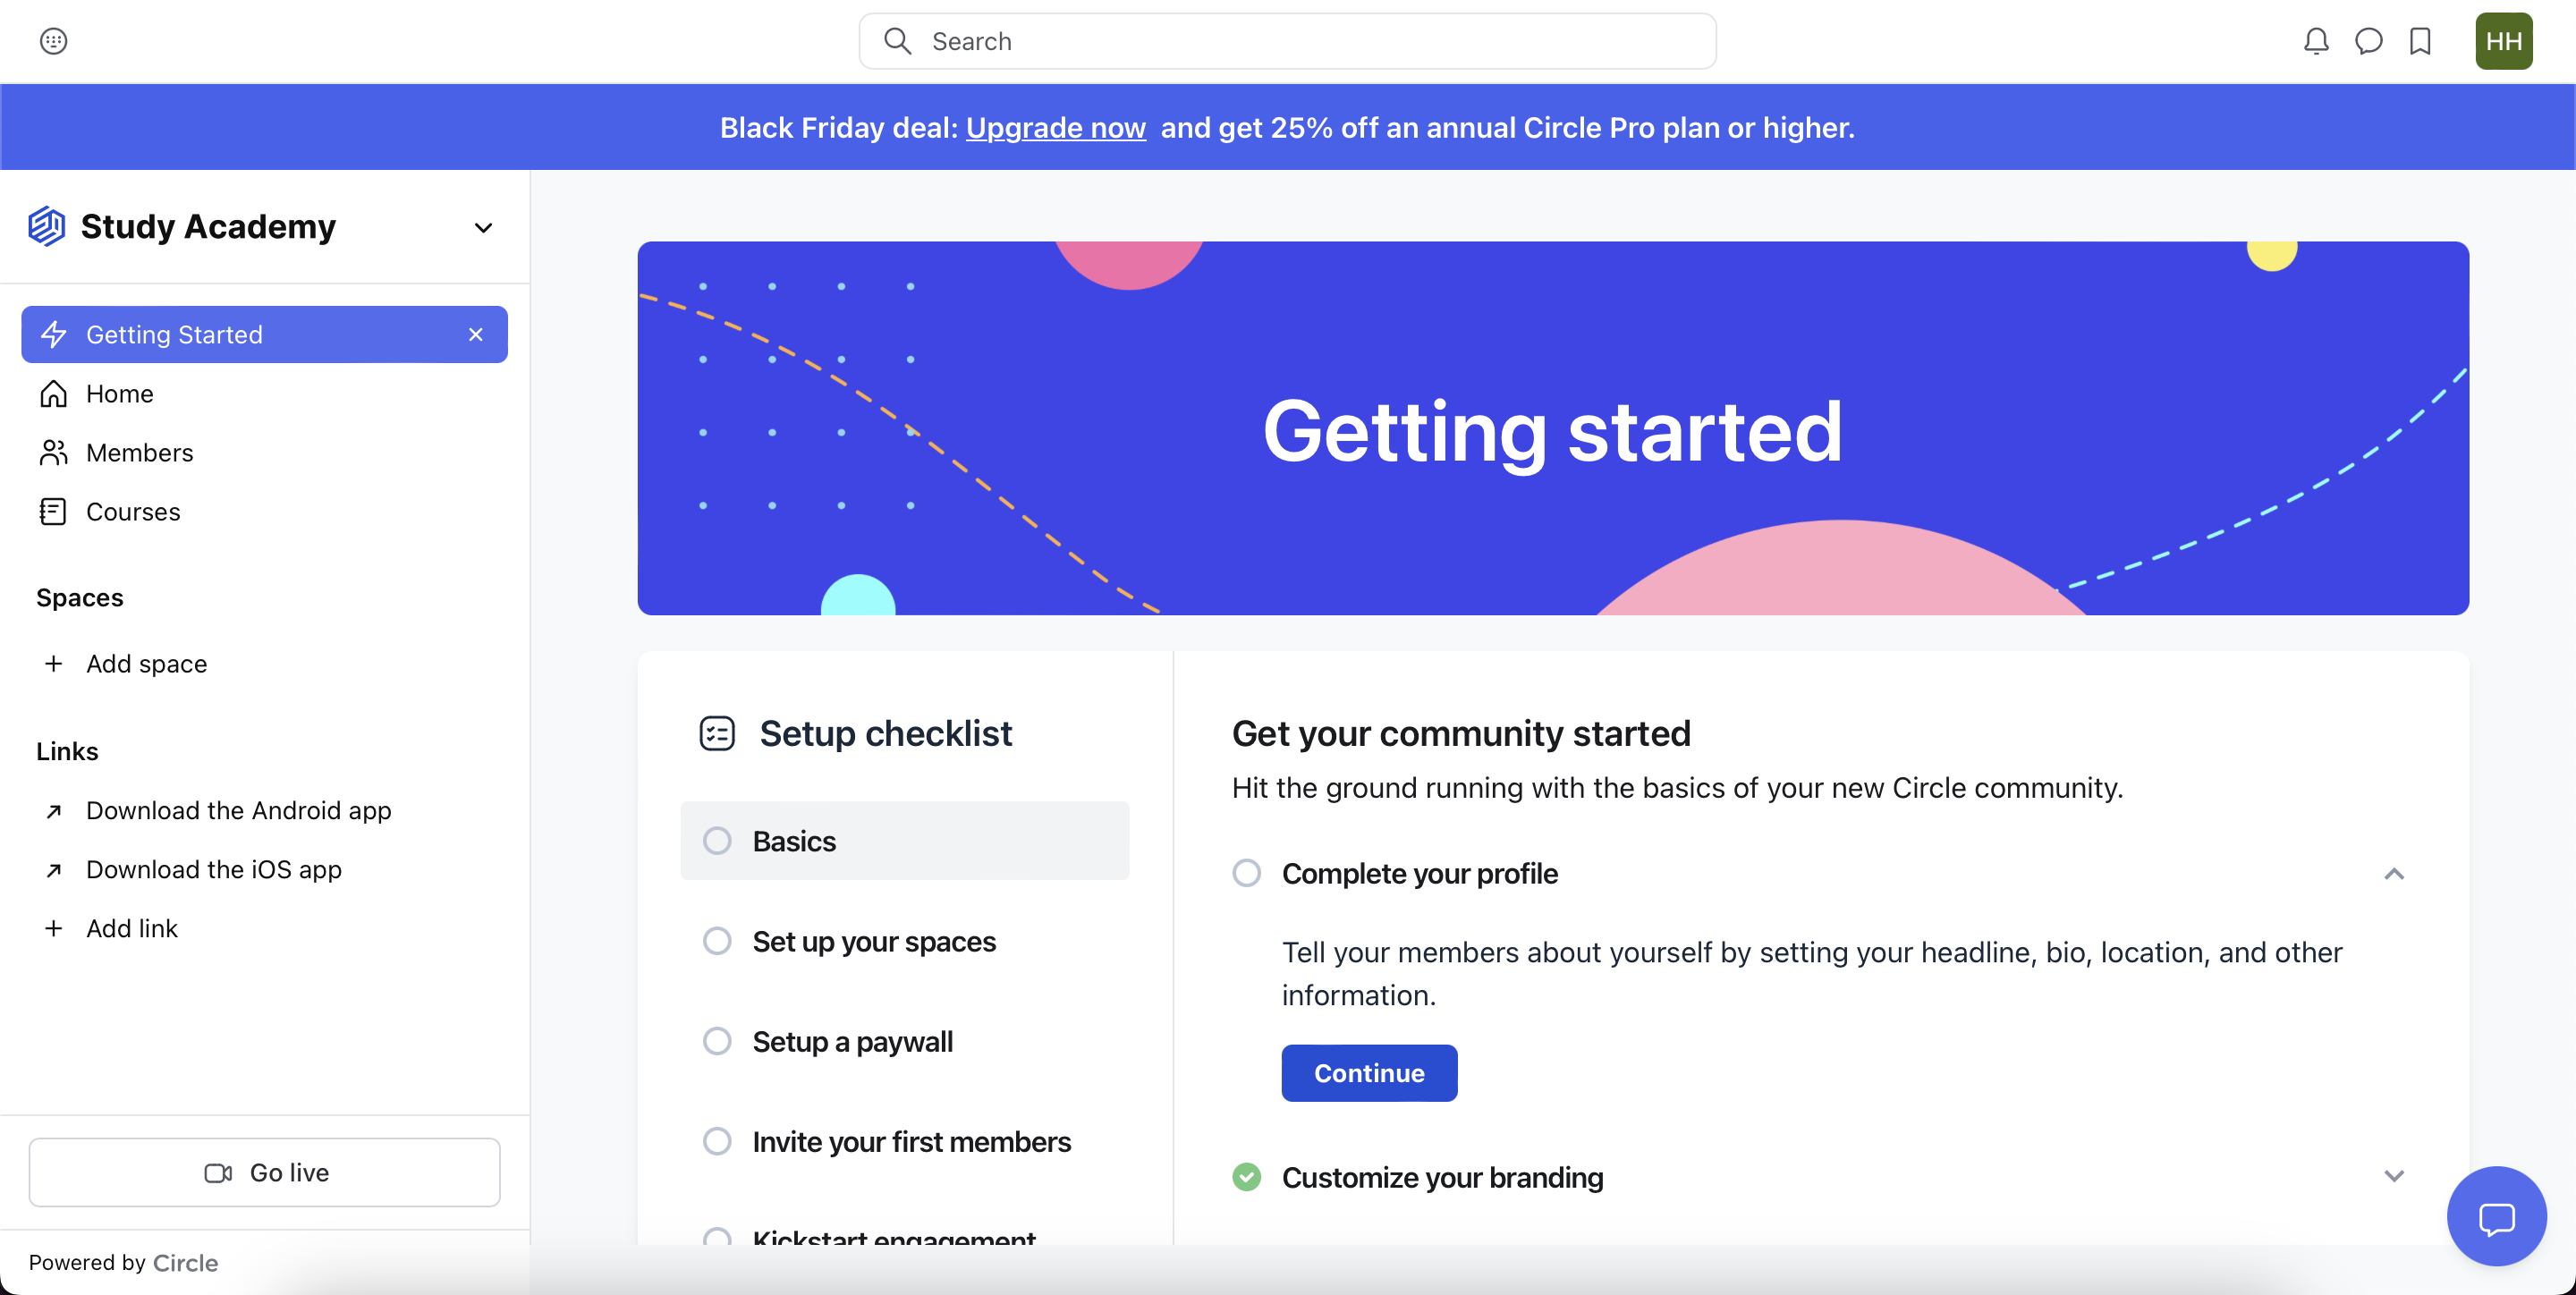 Search
HH
Black Friday deal: Upgrade now and get 25% off an annual Circle Pro plan or higher.
Study Academy
Getting Started
Home
Members
Courses
Spaces
Add space
Links
Download the Android app
Download the iOS app
Add link
Go live
Powered by Circle
Getting started
Setup checklist
Basics
Set up your spaces
Setup a paywall
Invite your first members
Kickstart engagement
Get your community started
Hit the ground running with the basics of your new Circle community.
Complete your profile
Tell your members about yourself by setting your headline, bio, location, and other
information.
Continue
Customize your branding